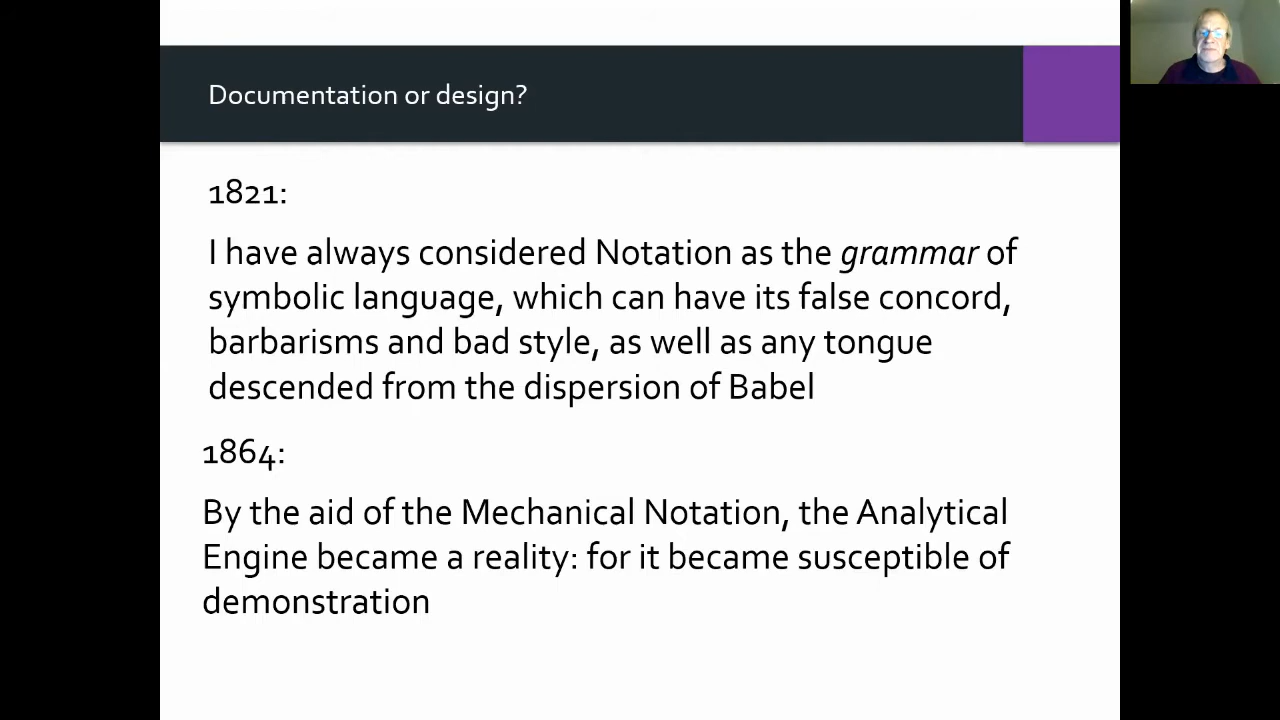 Documentation or design?
1821:
I have always considered Notation as the grammar of
symbolic language, which can have its false concord,
barbarisms and bad style, as well as any tongue
descended from the dispersion of Babel
1864:
By the aid of the Mechanical Notation, the Analytical
Engine became a reality: for it became susceptible of
demonstration